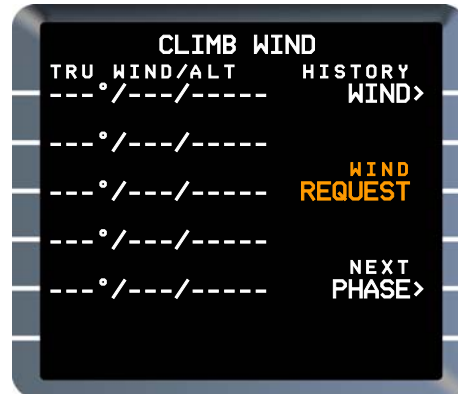 CLIMB WIND
TRU WIND/ALT HISTORY
---°/---/----- WIND>
---°/---/-----
WIND
---°/---/----- REQUEST
---°/---/-----
NEXT
---°/---/----- PHASE>